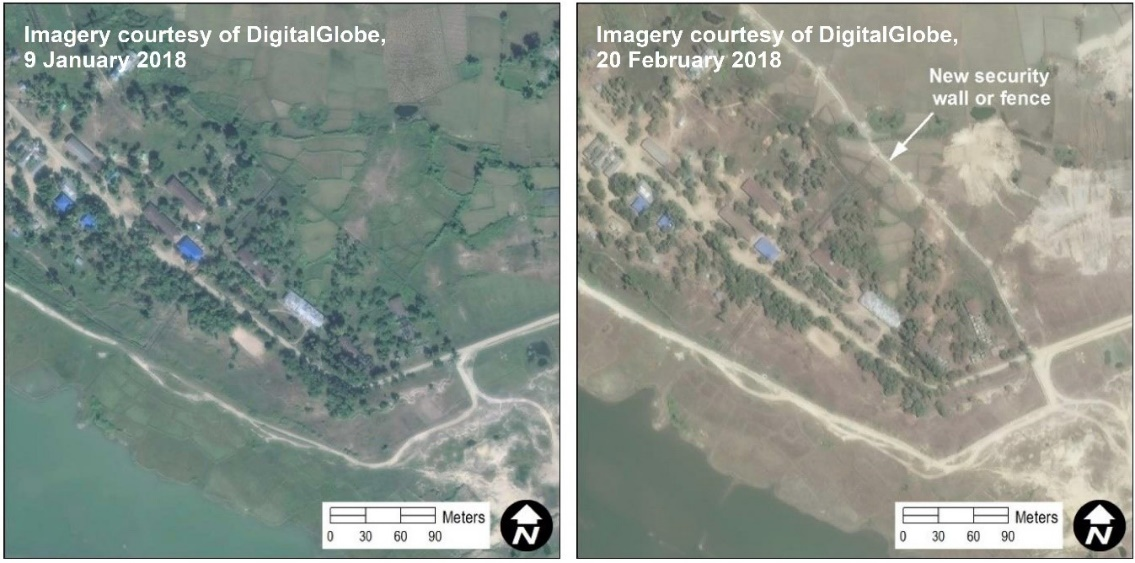 Imagery courtesy of DigitalGlobe,
9 January 2018
Meters
0 30 60 90
N
Imagery courtesy of DigitalGlobe,
20 February 2018
New security
wall or fence
Meters
0 30 60 90
N